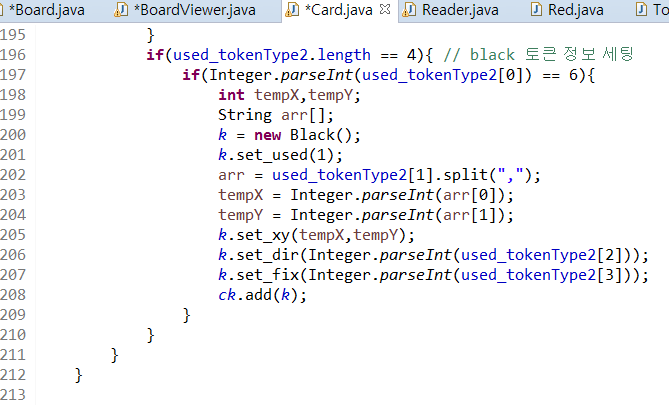 *Board.java *BoardViewer.java *Card.java Reader.java Red.java To
195 }
196 if(used_tokenType2.length == 4){ // black 토큰 정보 세팅
197 if(Integer.parseInt(used_tokenType2[0]) == 6){
198 int tempX,tempY;
199 String arr[];
200 k = new Black();
201 k.set_used(1);
202 arr = used_tokenType2[1].split(",");
203 tempX = Integer.parseInt(arr[0]);
204 tempY = Integer.parseInt(arr[1]);
205 k.set_xy(tempX,tempY);
206 k.set_dir(Integer.parseInt(used_tokenType2[2]));
207 k.set_fix(Integer.parseInt(used_tokenType2[3]));
208 ck.add(k);
209 }
210 }
211 }
212 }
213